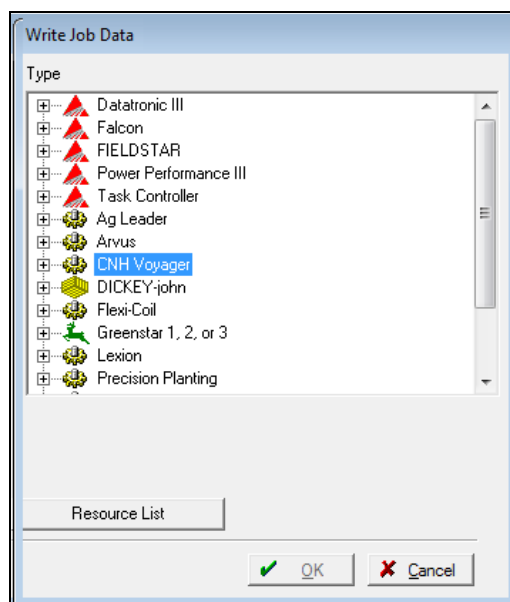 Write Job Data
Type
Datatronic III
Falcon
FIELDSTAR
Power Performance III
Task Controller
Ag Leader
Arvus
CNH Voyager
DICKEY-john
Flexi-Coil
Greenstar 1, 2, or 3
Lexion
Precision Planting
Resource List
OK
Cancel